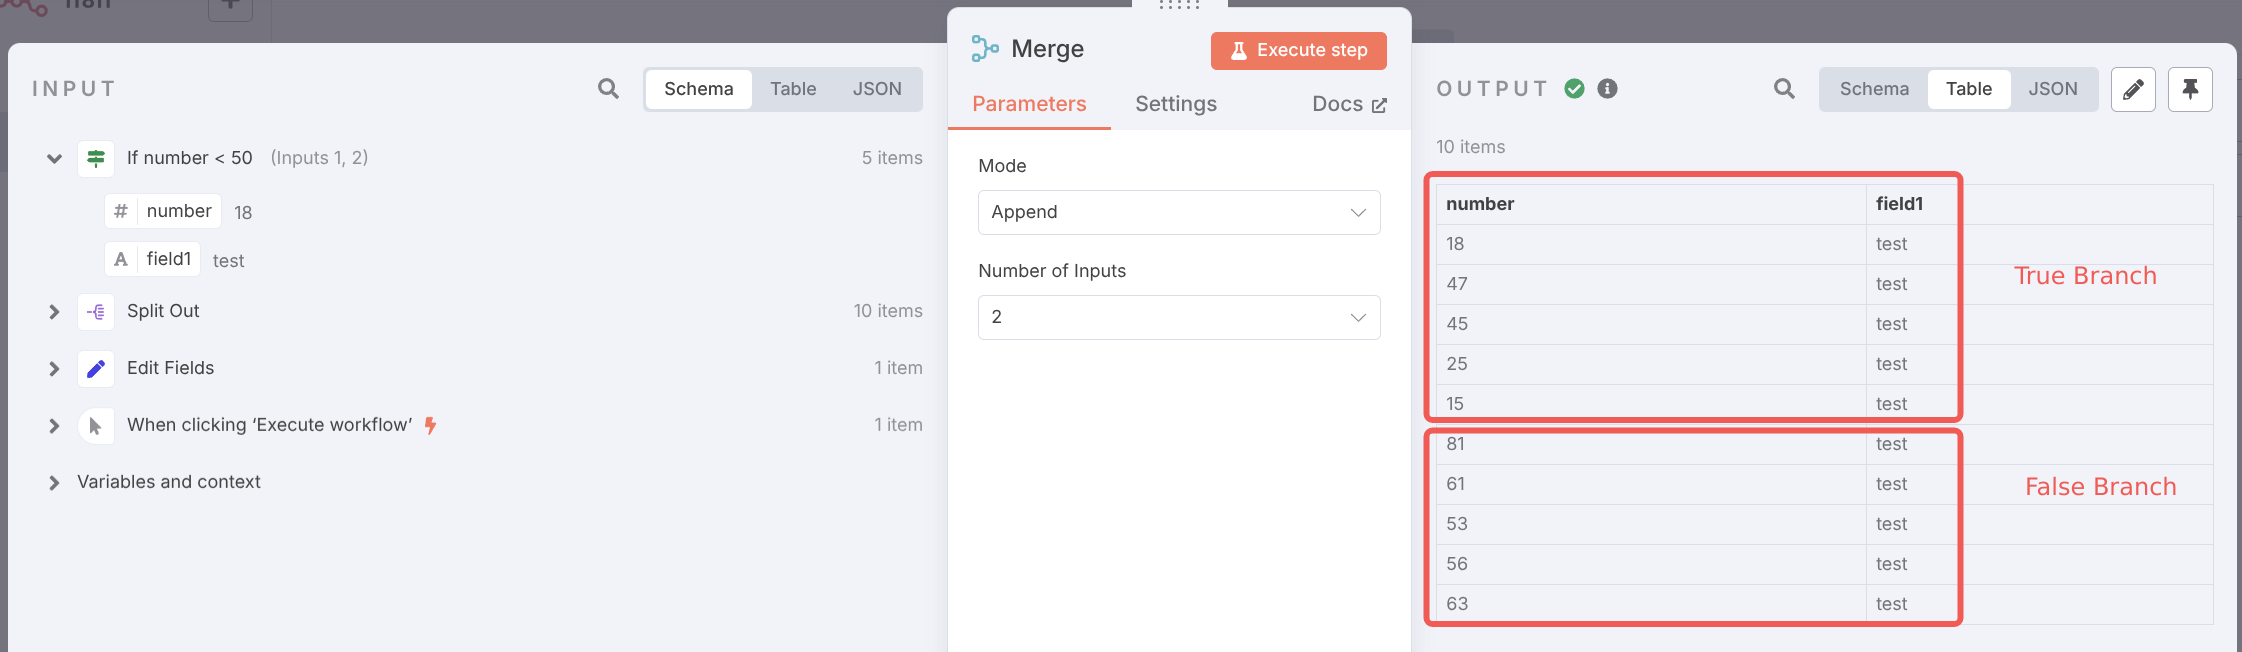 n8n
INPUT
Schema
Table
JSON
If number < 50 (Inputs 1, 2)
5 items
# number 18
A field1 test
Split Out
10 items
Edit Fields
1 item
When clicking ‘Execute workflow’
1 item
Variables and context
Merge
Execute step
Parameters
Settings
Docs
Mode
Append
Number of Inputs
2
OUTPUT
Schema
Table
JSON
10 items
number field1
18 test
47 test
True Branch
45 test
25 test
15 test
81 test
61 test
False Branch
53 test
56 test
63 test